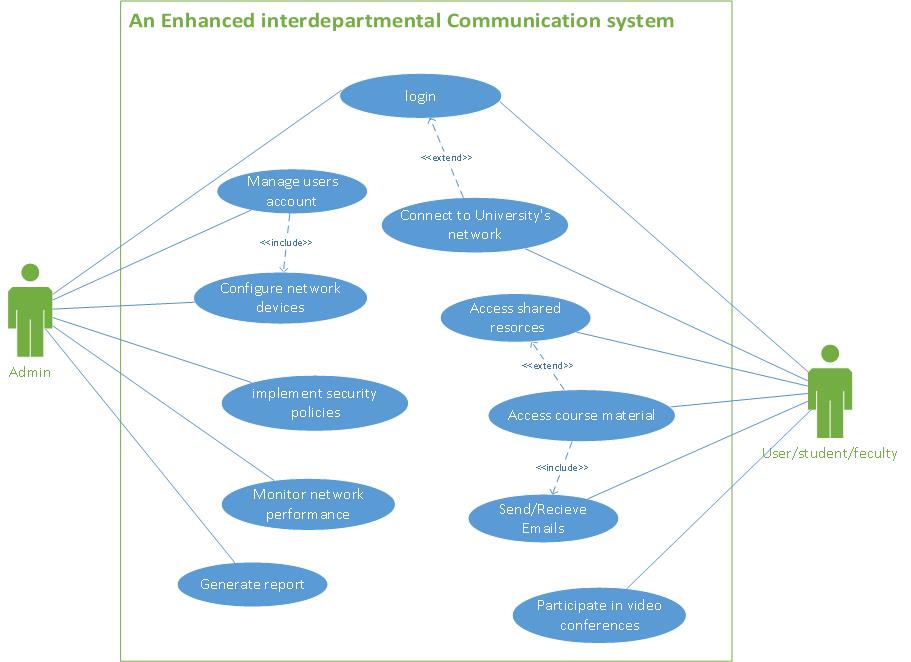 An Enhanced interdepartmental Communication system
login
<<extend>>
Manage users
account
Connect to University's
network
<<include>>
Configure network
devices
Access shared
resorces
Admin
<<extend>>
implement security
policies
Access course material
User/student/feculty
<<include>>
Monitor network
performance
Send/Recieve
Emails
Generate report
Participate in video
conferences